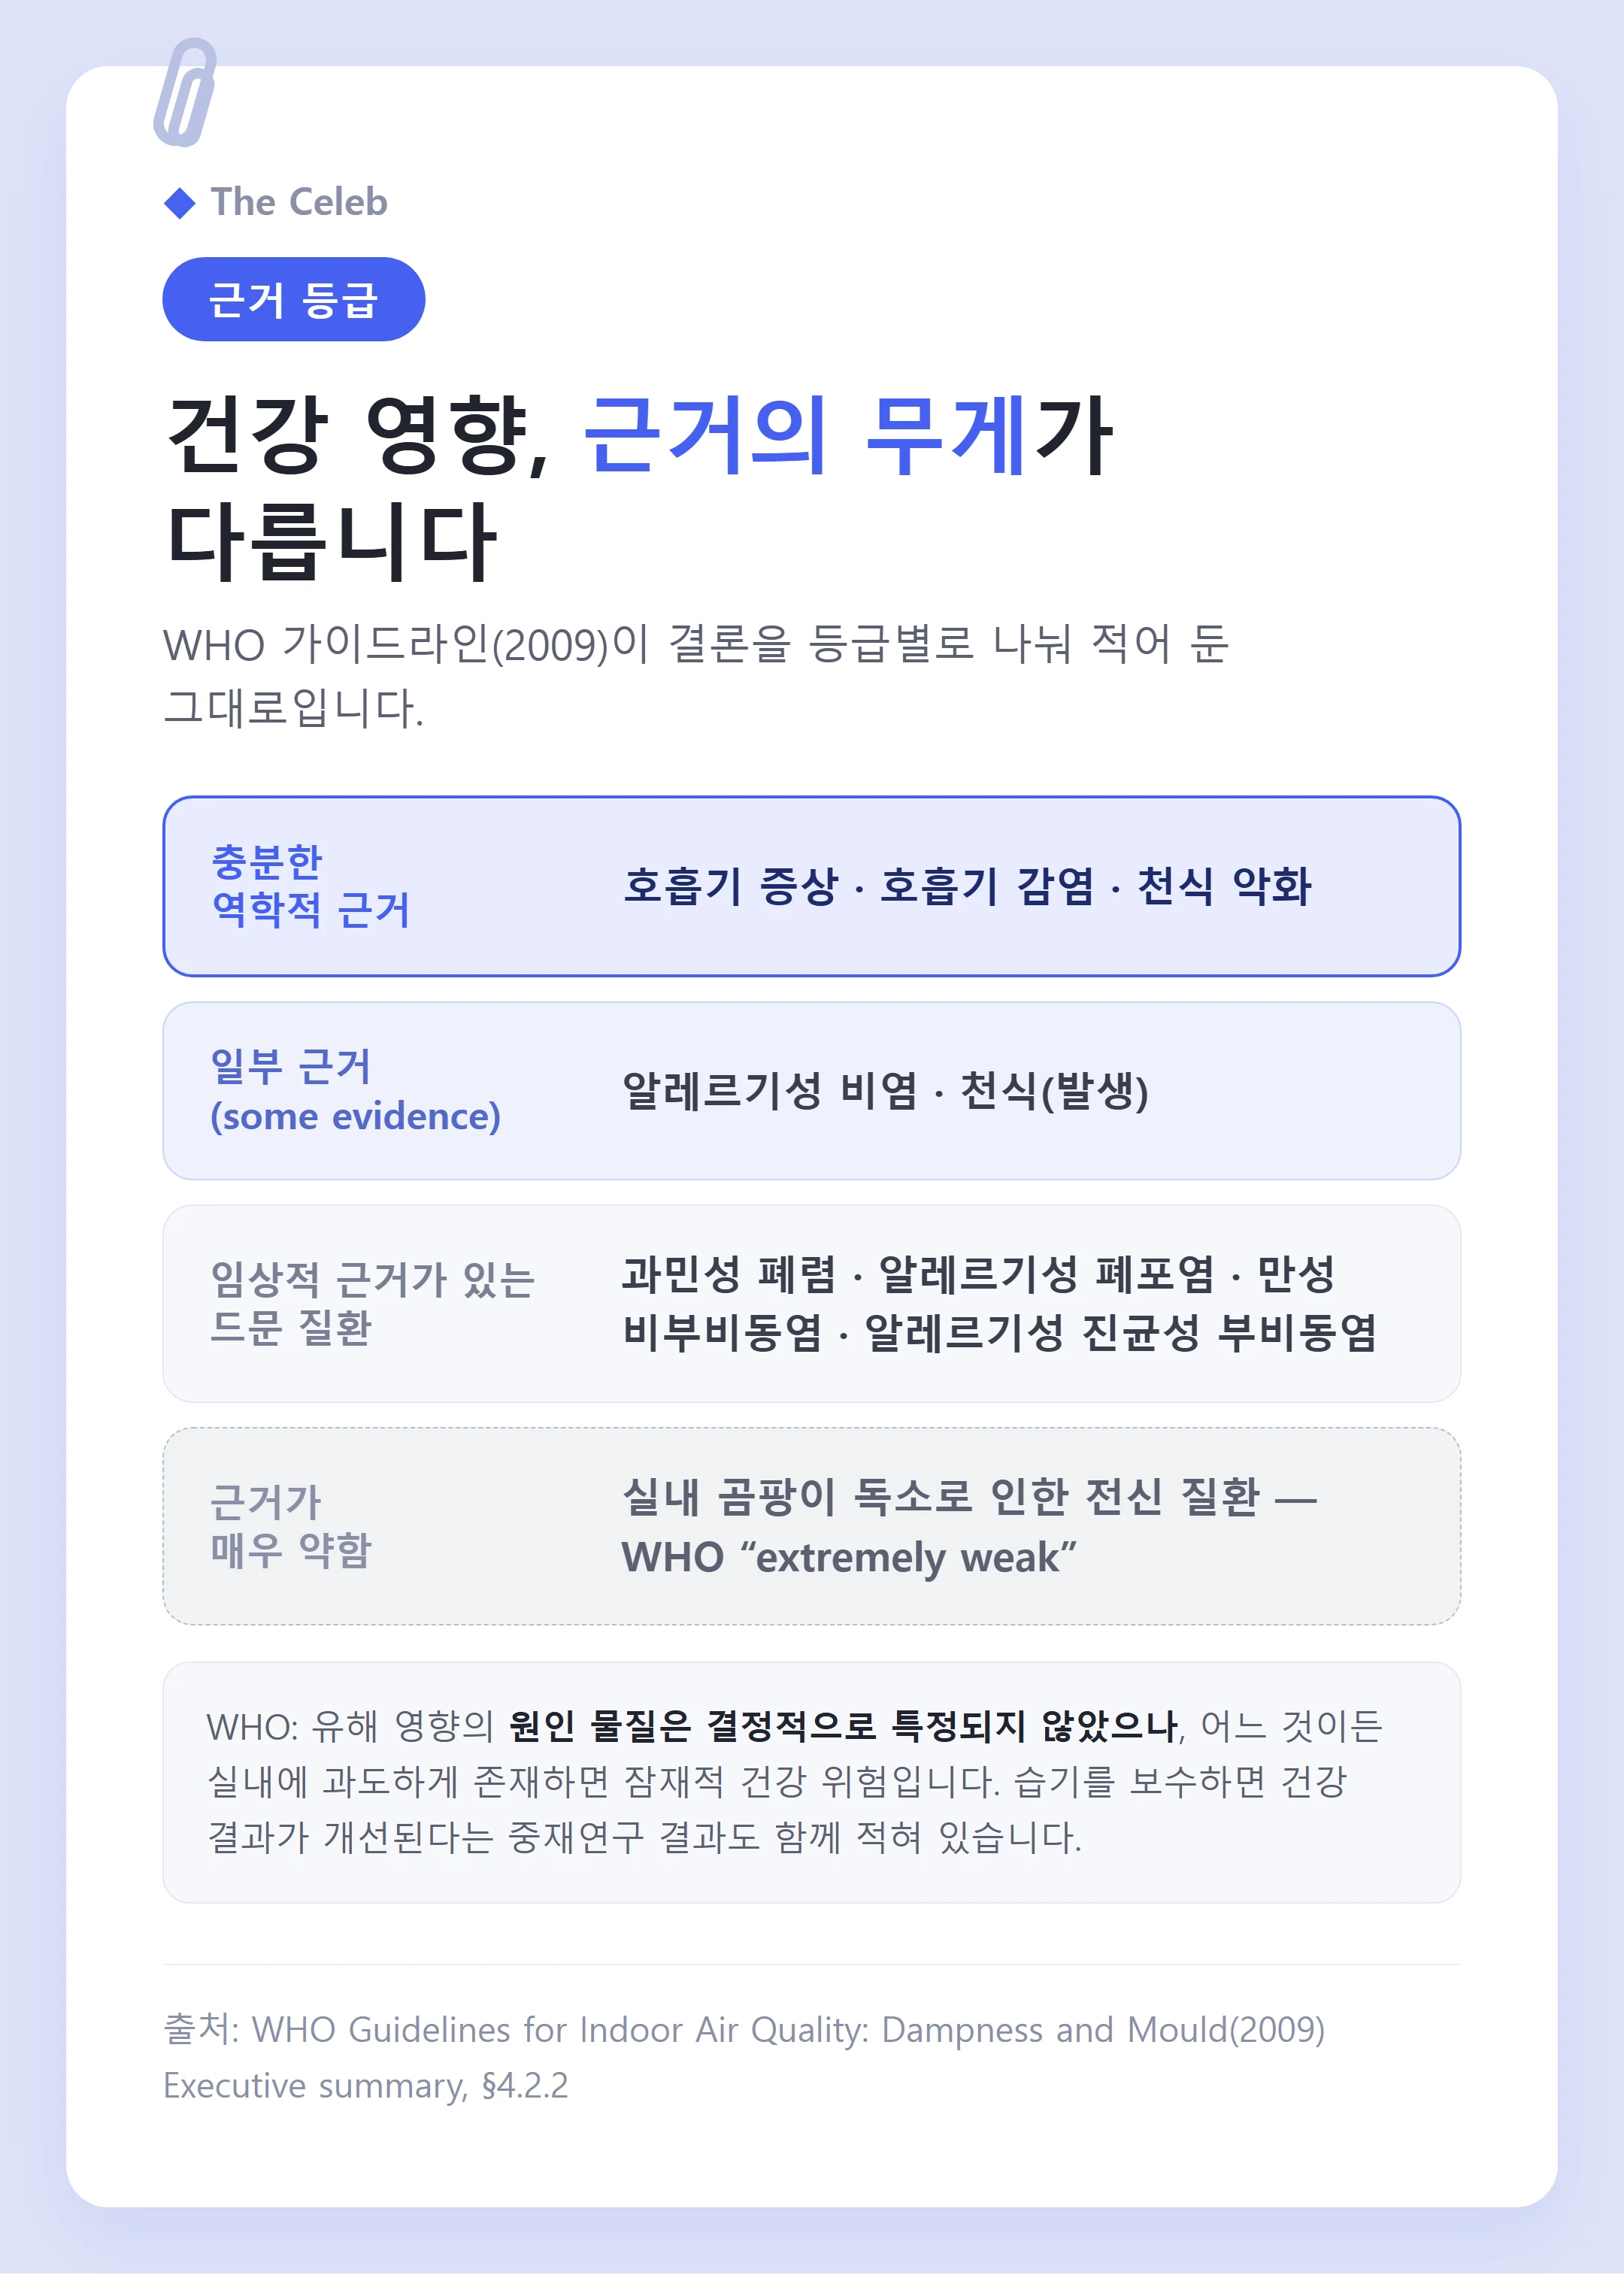 The Celeb
근거 등급
건강 영향, 근거의 무게가
다릅니다
WHO 가이드라인(2009)이 결론을 등급별로 나눠 적어 둔
그대로입니다.
충분한
역학적 근거
호흡기 증상 · 호흡기 감염 · 천식 악화
일부 근거
(some evidence)
알레르기성 비염 · 천식(발생)
임상적 근거가 있는
드문 질환
과민성 폐렴 · 알레르기성 폐포염 · 만성
비부비동염 · 알레르기성 진균성 부비동염
근거가
매우 약함
실내 곰팡이 독소로 인한 전신 질환 —
WHO “extremely weak”
WHO: 유해 영향의 원인 물질은 결정적으로 특정되지 않았으나, 어느 것이든
실내에 과도하게 존재하면 잠재적 건강 위험입니다. 습기를 보수하면 건강
결과가 개선된다는 중재연구 결과도 함께 적혀 있습니다.
출처: WHO Guidelines for Indoor Air Quality: Dampness and Mould(2009)
Executive summary, §4.2.2